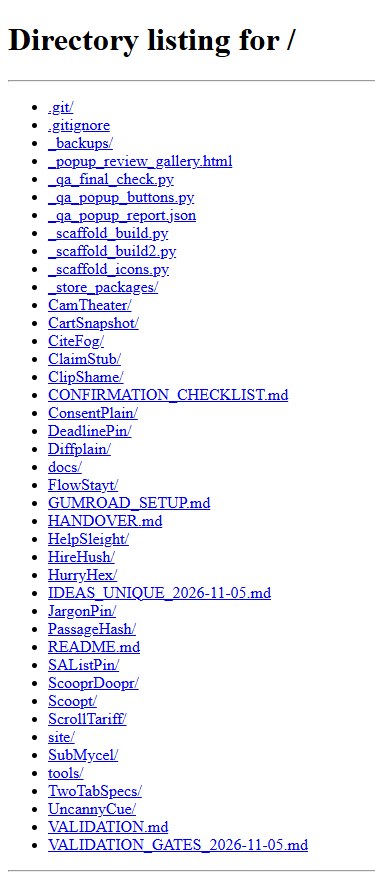 Directory listing for /
.git/
.gitignore
_backups/
_popup_review_gallery.html
_qa_final_check.py
_qa_popup_buttons.py
_qa_popup_report.json
_scaffold_build.py
_scaffold_build2.py
_scaffold_icons.py
_store_packages/
CamTheater/
CartSnapshot/
CiteFog/
ClaimStub/
ClipShame/
CONFIRMATION_CHECKLIST.md
ConsentPlain/
DeadlinePin/
Diffplain/
docs/
FlowStayt/
GUMROAD_SETUP.md
HANDOVER.md
HelpSleight/
HireHush/
HurryHex/
IDEAS_UNIQUE_2026-11-05.md
JargonPin/
PassageHash/
README.md
SAListPin/
ScooprDoopr/
Scoopt/
ScrollTariff/
site/
SubMycel/
tools/
TwoTabSpecs/
UncannyCue/
VALIDATION.md
VALIDATION_GATES_2026-11-05.md